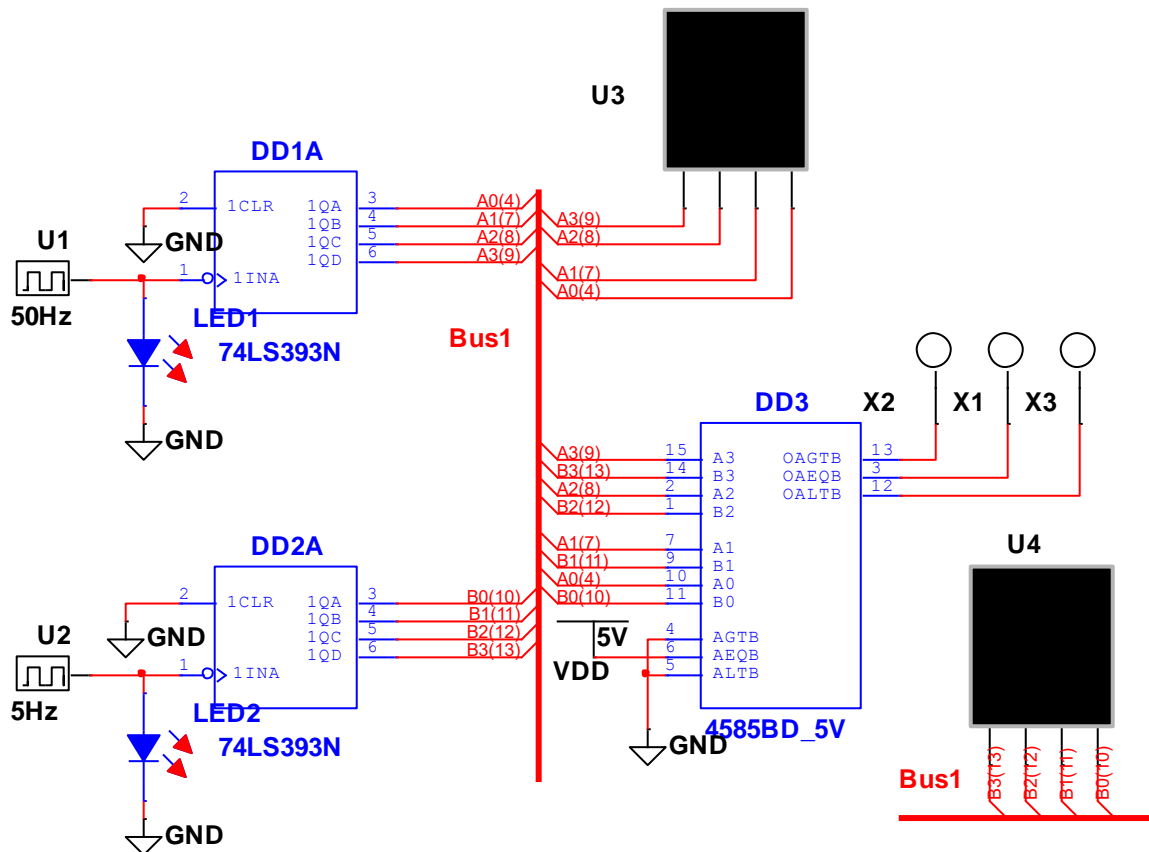 U3
DD1A
2 1CLR 1QA 3 A0(4)
1QB 4 A1(7) A3(9)
1QC 5 A2(8) A2(8)
1QD 6 A3(9)
GND
U1
1 1INA
A1(7)
A0(4)
50Hz
LED1
74LS393N
Bus1
GND
X2 X1 X3
DD3
A3(9) 15 A3 OAGTB 13
B3(13) 14 B3 OAEQB 3
A2(8) 2 A2 OALTB 12
B2(12) 1 B2
A1(7) 7 A1
B1(11) 9 B1
A0(4) 10 A0
B0(10) 11 B0
4 AGTB
6 AEQB
5 ALTB
5V
VDD
GND
4585BD_5V
DD2A
2 1CLR 1QA 3 B0(10)
1QB 4 B1(11)
1QC 5 B2(12)
1QD 6 B3(13)
GND
U2
1 1INA
5Hz
LED2
74LS393N
GND
U4
B3(13)
B2(12)
B1(11)
B0(10)
Bus1